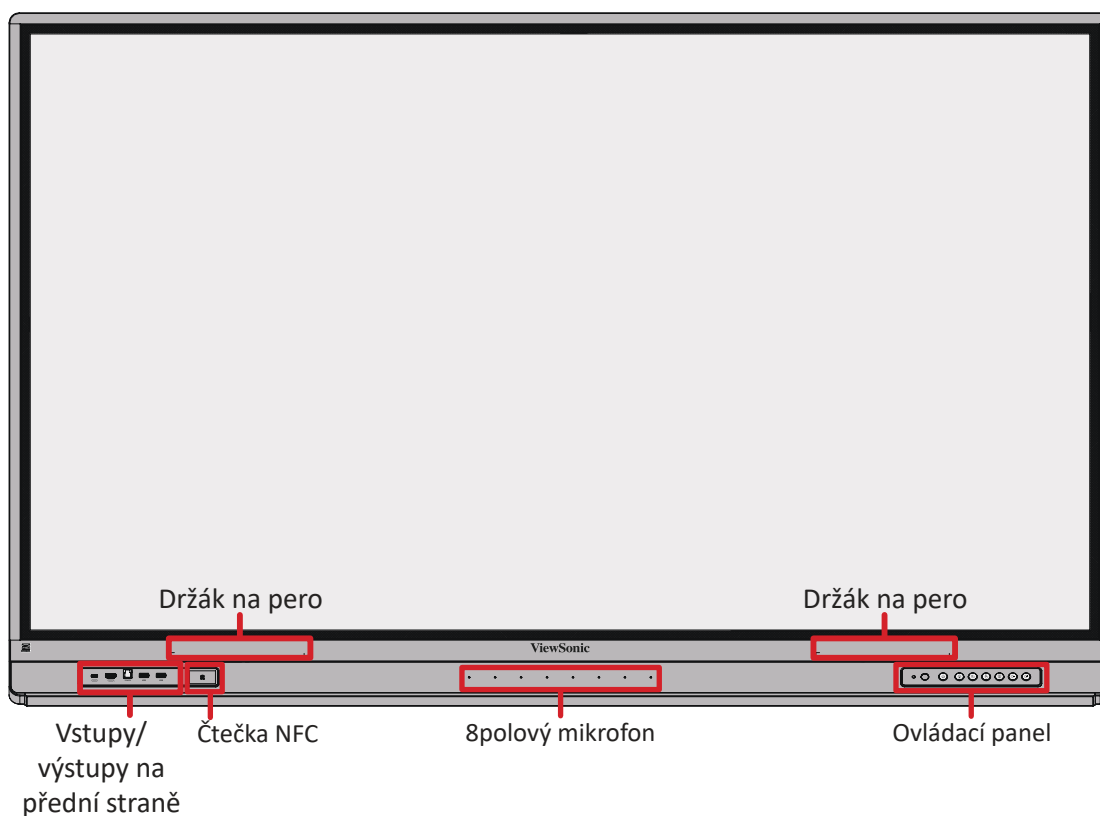 Držák na pero
Držák na pero
ViewSonic
Vstupy/
výstupy na
přední straně
Čtečka NFC
8polový mikrofon
Ovládací panel